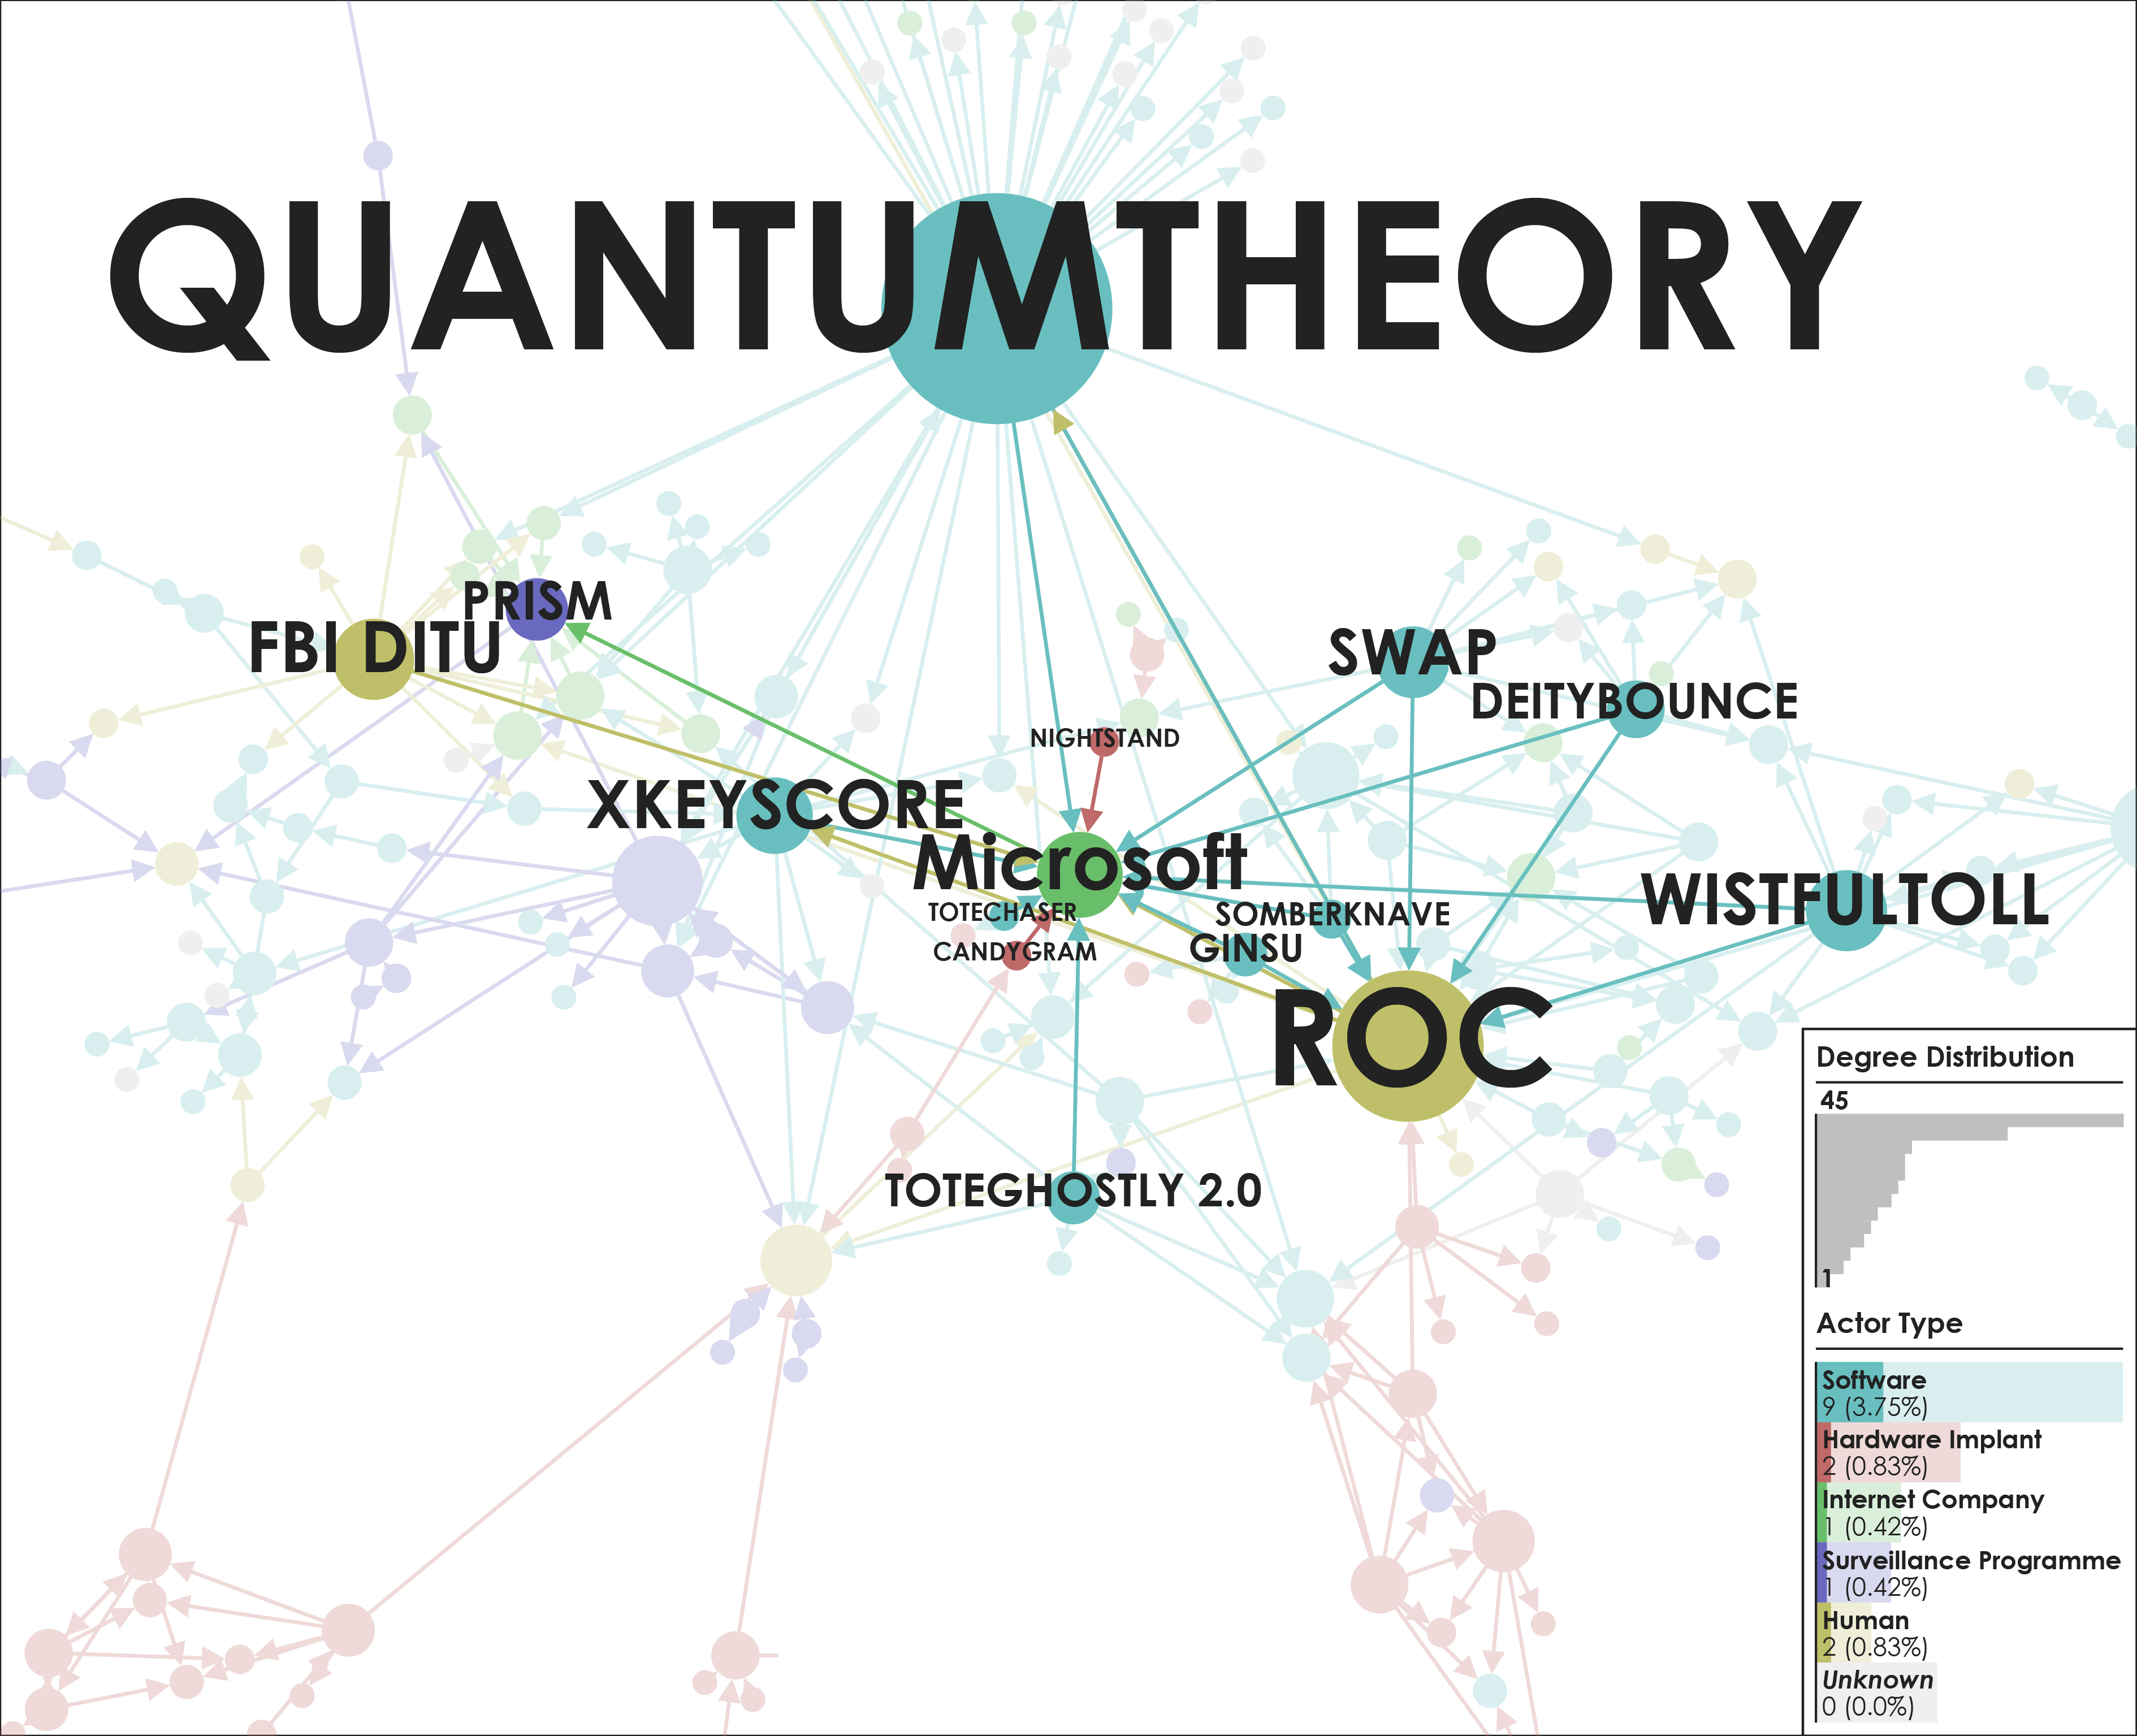 QUANTUMTHEORY
PRISM
FBI DITU
SWAP
DEITYBOUNCE
NIGHTSTAND
XKEYSCORE
Microsoft
WISTFULTOLL
TOTECHASER
SOMBERKNAVE
CANDYGRAM
GINSU
ROC
TOTEGHOSTLY 2.0
Degree Distribution
45
1
Actor Type
Software
9 (3.75%)
Hardware Implant
2 (0.83%)
Internet Company
1 (0.42%)
Surveillance Programme
1 (0.42%)
Human
2 (0.83%)
Unknown
0 (0.0%)